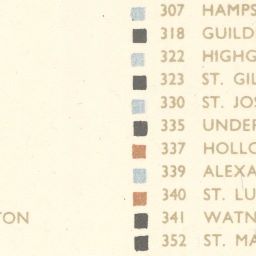 307 HAMPS
318 GUILD
322 HIGHG
323 ST. GIL
330 ST. JOS
335 UNDER
337 HOLLO
339 ALEXA
340 ST. LU
TON
341 WATN
352 ST. MA